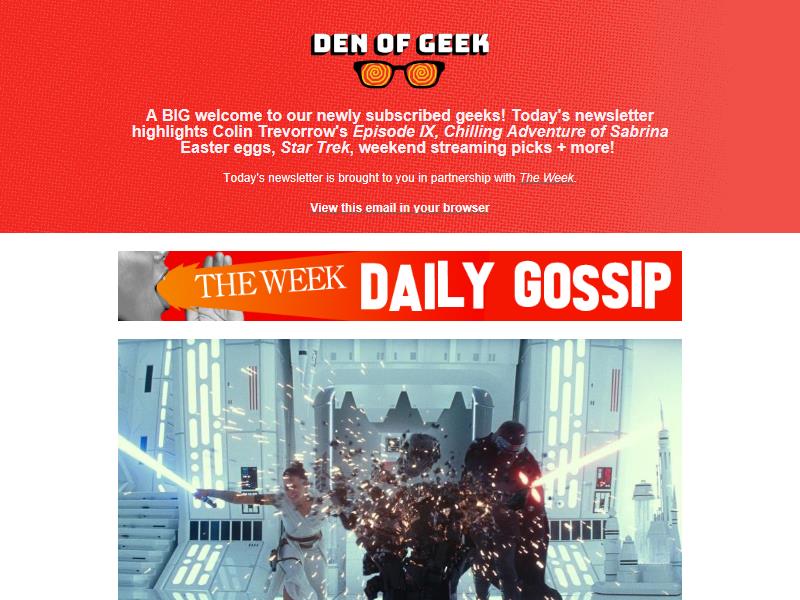 DEN OF GEEK
A BIG welcome to our newly subscribed geeks! Today's newsletter
highlights Colin Trevorrow's Episode IX, Chilling Adventure of Sabrina
Easter eggs, Star Trek, weekend streaming picks + more!
Today's newsletter is brought to you in partnership with The Week.
View this email in your browser
THE WEEK DAILY GOSSIP